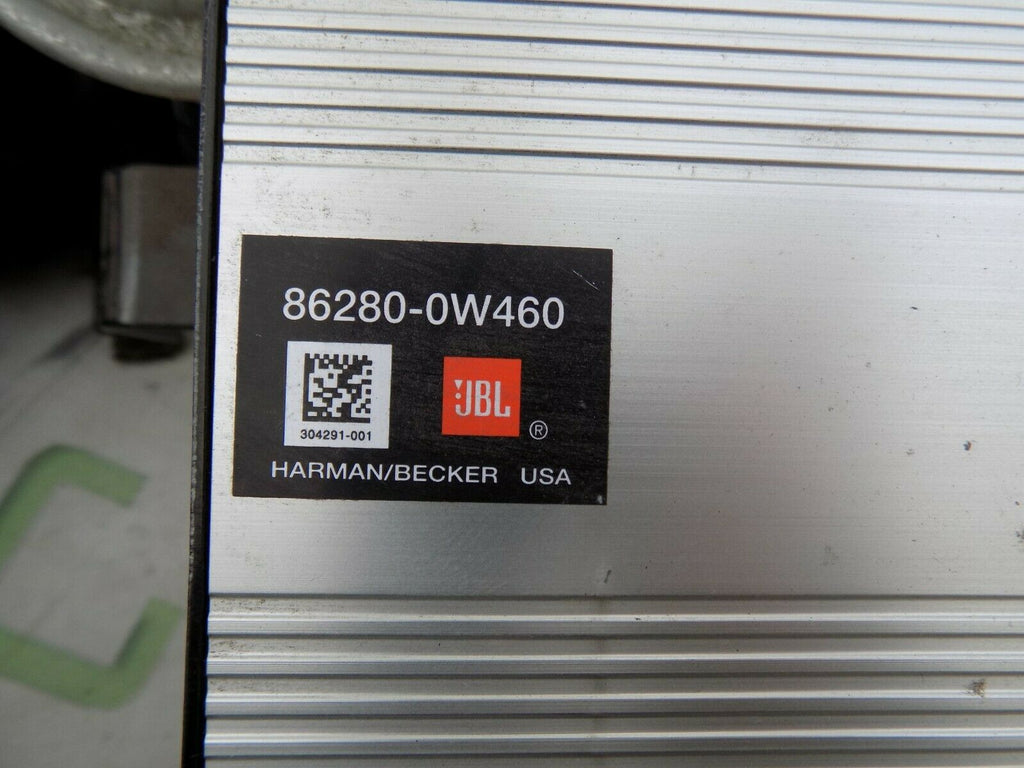 86280-0W460
304291-001
JBL ®
HARMAN/BECKER USA